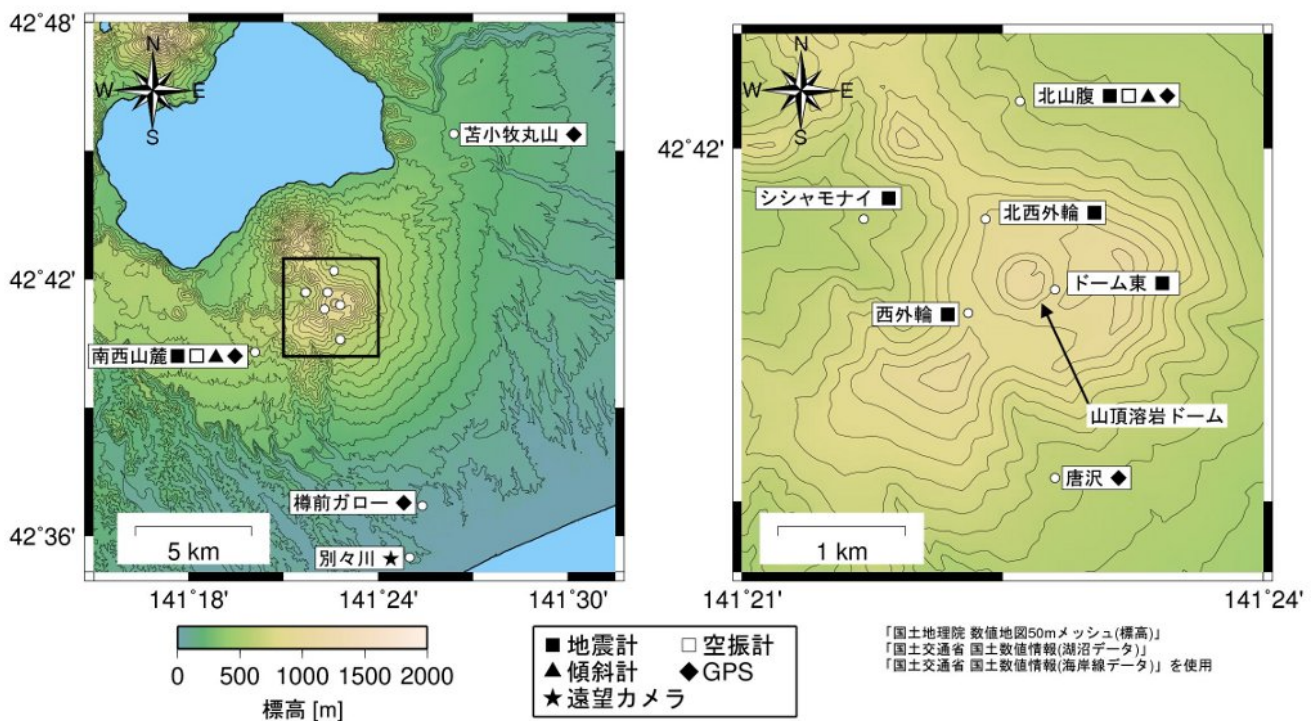 42˚48'
N
W
E
S
苫小牧丸山 ◆
42˚42'
南西山麓■□▲◆
樽前ガロー ◆
42˚36'
5 km
別々川 ★
141˚18'
141˚24'
141˚30'
0 500 1000 1500 2000
標高 [m]
■ 地震計 □ 空振計
▲ 傾斜計 ◆ GPS
★ 遠望カメラ
N
W
E
S
北山腹 ■□▲◆
42˚42'
シシャモナイ ■
北西外輪 ■
ドーム東 ■
西外輪 ■
山頂溶岩ドーム
唐沢 ◆
1 km
141˚21'
141˚24'
「国土地理院 数値地図50mメッシュ(標高)」
「国土交通省 国土数値情報(湖沼データ)」
「国土交通省 国土数値情報(海岸線データ)」を使用